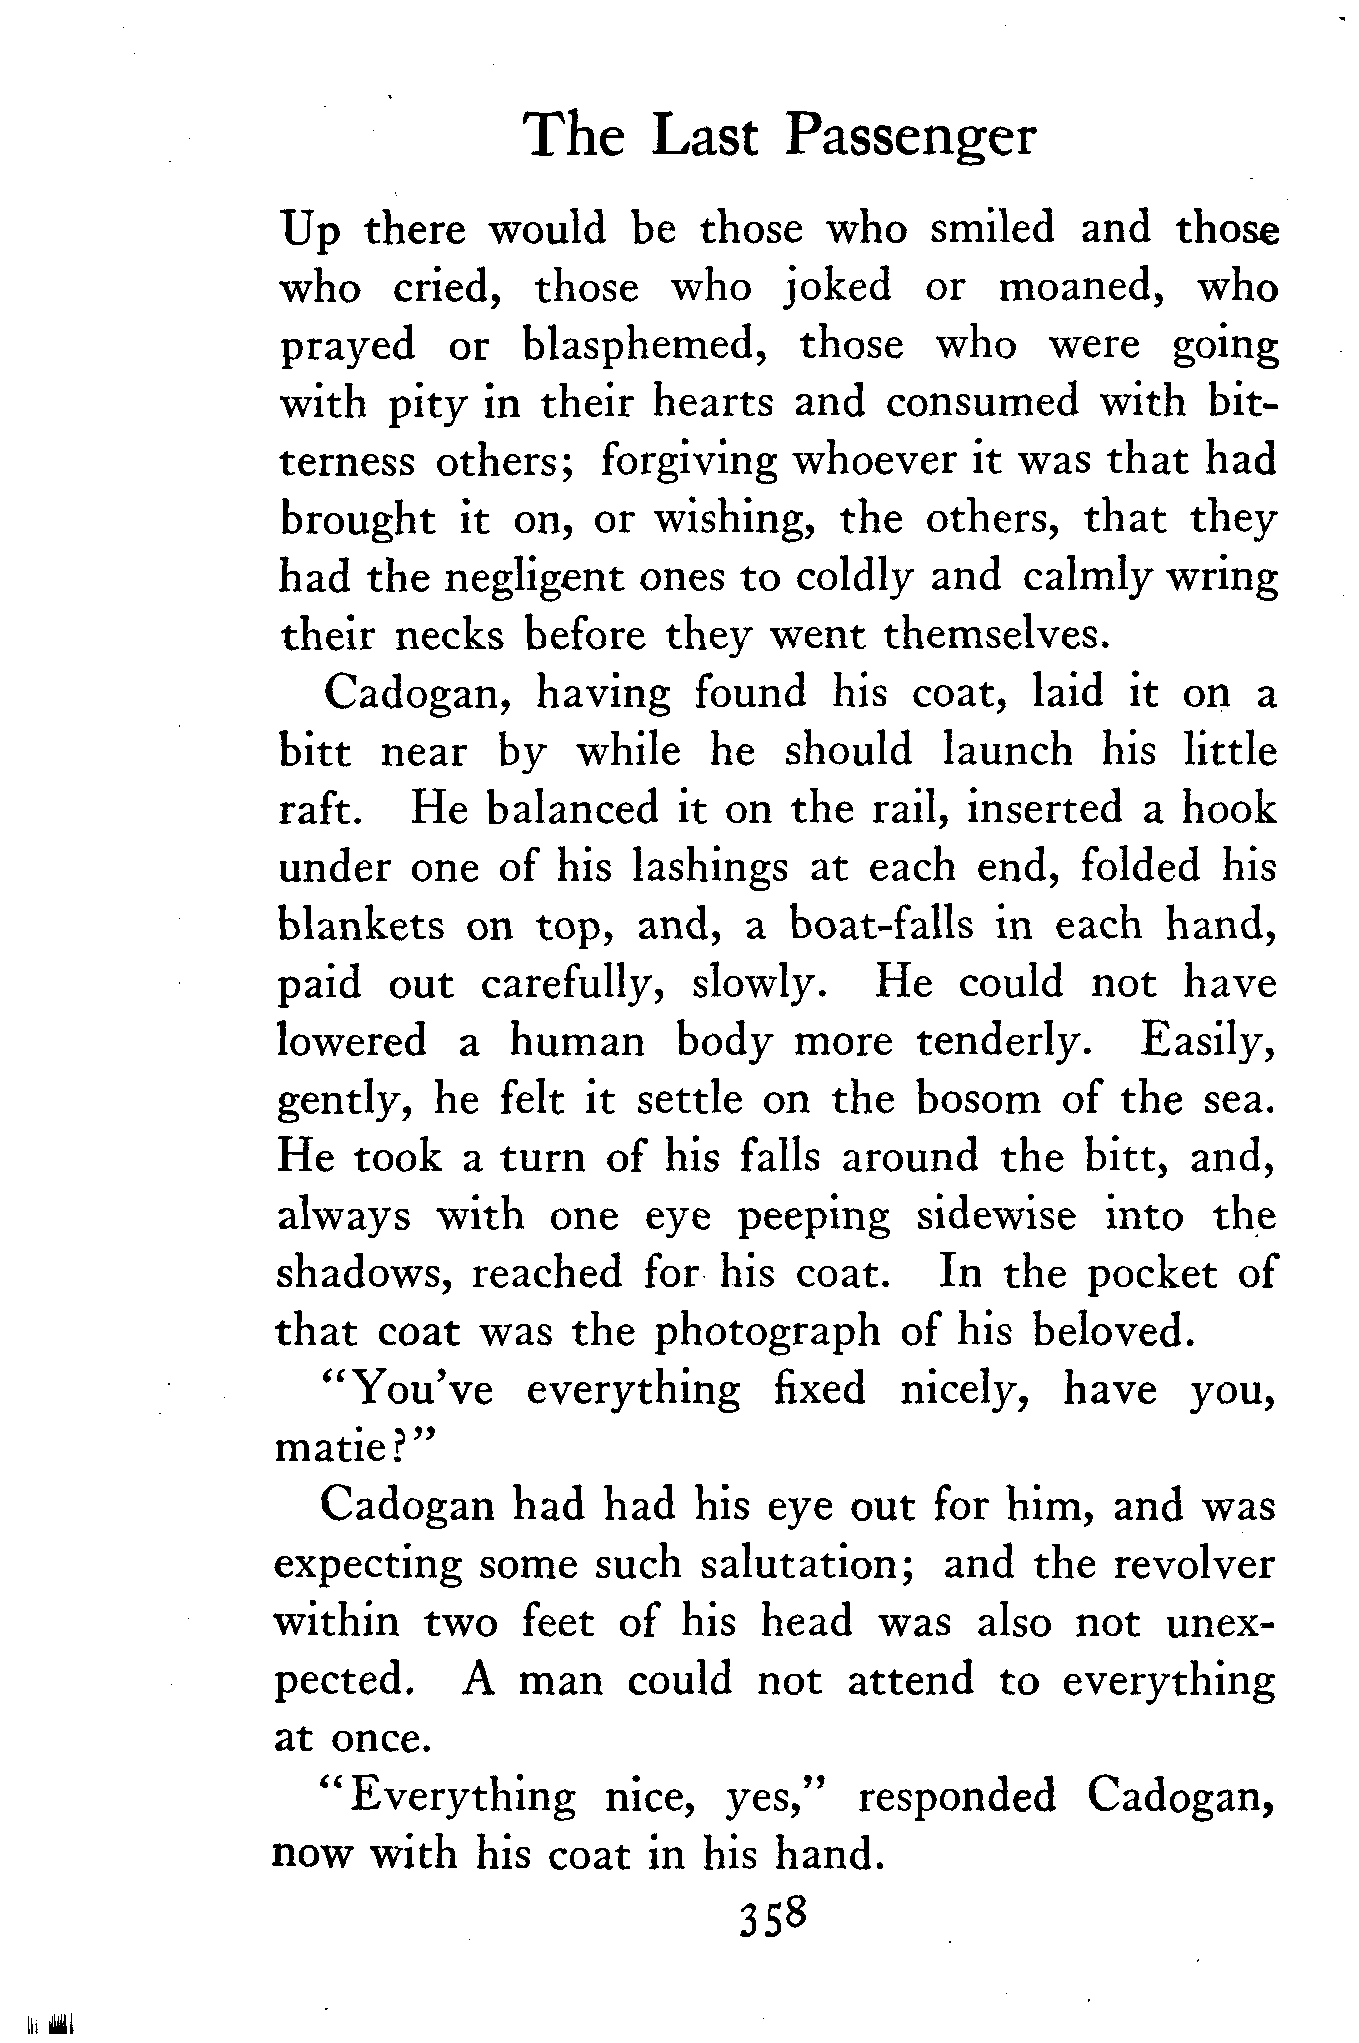 The Last Passenger
Up there would be those who smiled and those
who cried, those who joked or moaned, who
prayed or blasphemed, those who were going
with pity in their hearts and consumed with bit-
terness others; forgiving whoever it was that had
brought it on, or wishing, the others, that they
had the negligent ones to coldly and calmly wring
their necks before they went themselves.
Cadogan, having found his coat, laid it on a
bitt near by while he should launch his little
raft. He balanced it on the rail, inserted a hook
under one of his lashings at each end, folded his
blankets on top, and, a boat-falls in each hand,
paid out carefully, slowly. He could not have
lowered a human body more tenderly. Easily,
gently, he felt it settle on the bosom of the sea.
He took a turn of his falls around the bitt, and,
always with one eye peeping sidewise into the
shadows, reached for his coat. In the pocket of
that coat was the photograph of his beloved.
"You've everything fixed nicely, have you,
matie?"
Cadogan had had his eye out for him, and was
expecting some such salutation; and the revolver
within two feet of his head was also not unex-
pected. A man could not attend to everything
at once.
"Everything nice, yes," responded Cadogan,
now with his coat in his hand.
358